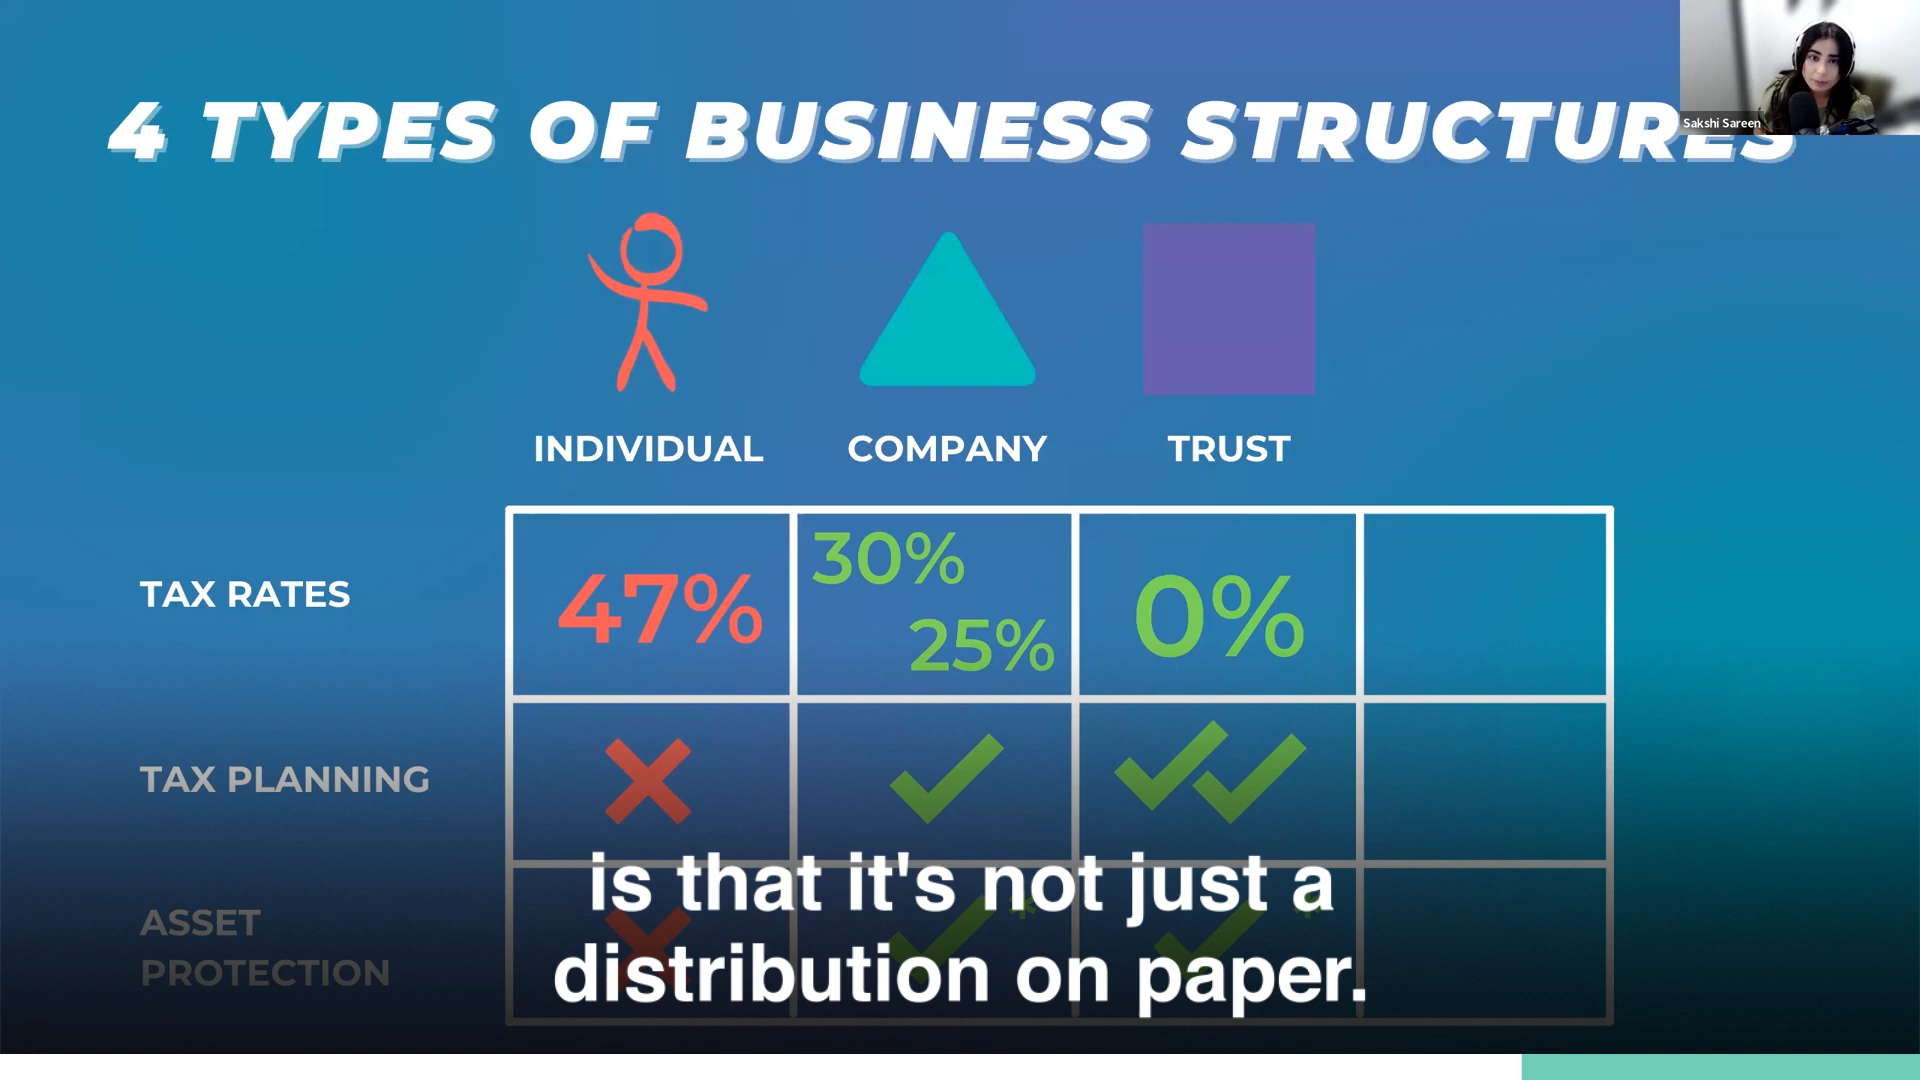 4 TYPES OF BUSINESS STRUCTURES
Sakshi Sareen
INDIVIDUAL
COMPANY
TRUST
TAX RATES
47%
30%
25%
0%
TAX PLANNING
ASSET
PROTECTION
is that it's not just a
distribution on paper.